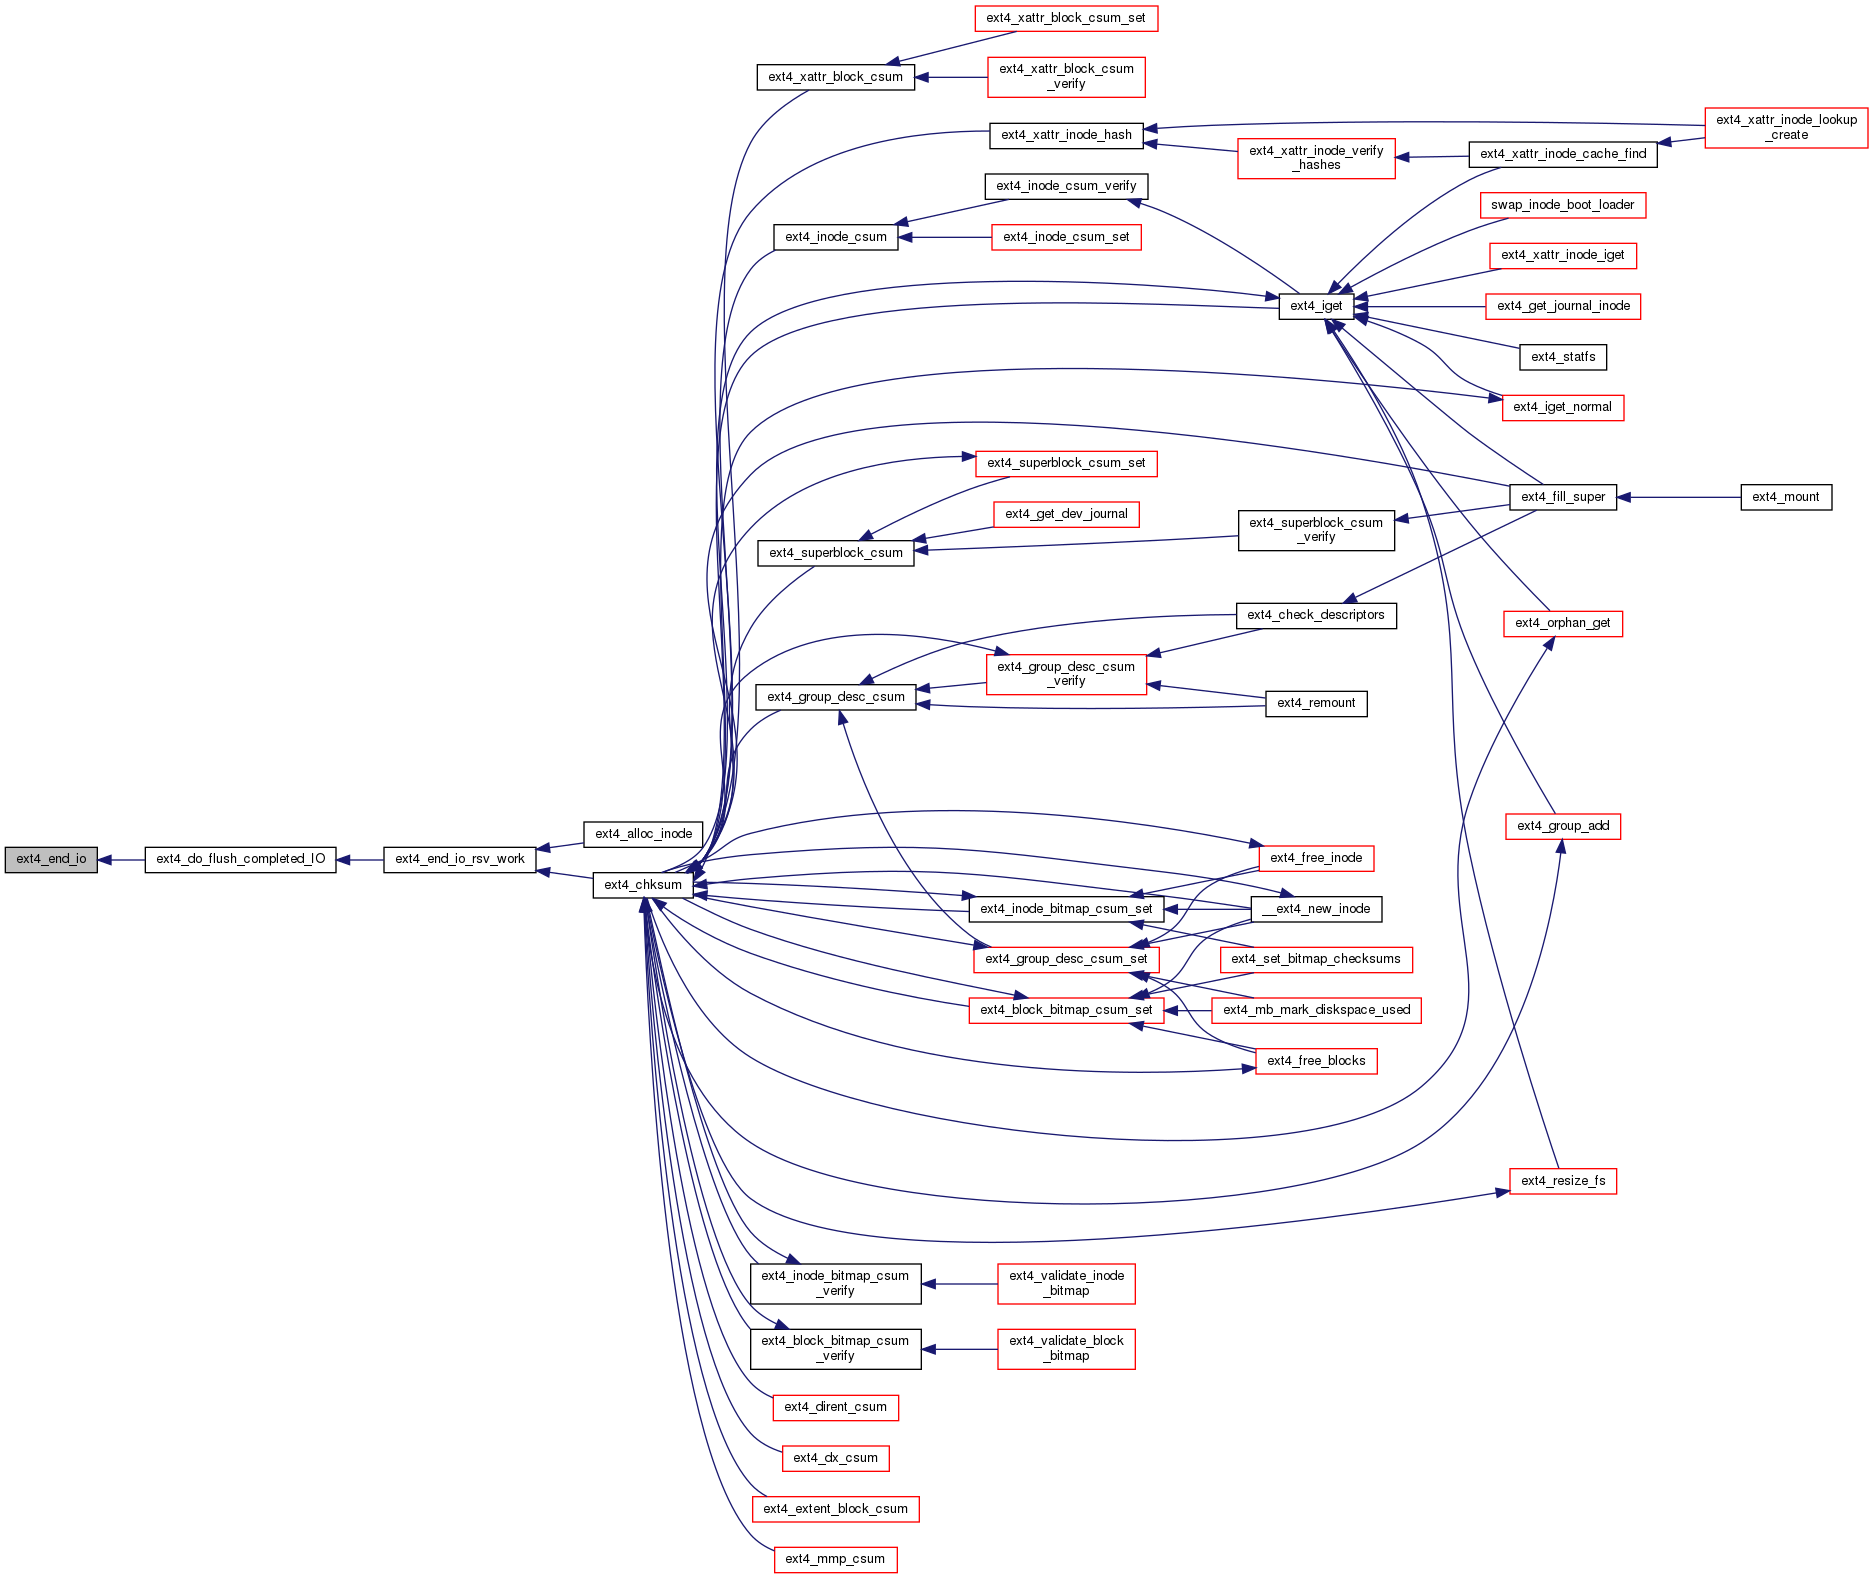 ext4_xattr_block_csum_set
ext4_xattr_block_csum
ext4_xattr_block_csum
_verify
ext4_xattr_inode_hash
ext4_xattr_inode_lookup
_create
ext4_xattr_inode_verify
_hashes
ext4_xattr_inode_cache_find
ext4_inode_csum_verify
swap_inode_boot_loader
ext4_inode_csum
ext4_inode_csum_set
ext4_xattr_inode_iget
ext4_iget
ext4_get_journal_inode
ext4_statfs
ext4_iget_normal
ext4_superblock_csum_set
ext4_fill_super
ext4_mount
ext4_get_dev_journal
ext4_superblock_csum
_verify
ext4_superblock_csum
ext4_check_descriptors
ext4_orphan_get
ext4_group_desc_csum
_verify
ext4_group_desc_csum
ext4_remount
ext4_alloc_inode
ext4_group_add
ext4_end_io
ext4_do_flush_completed_IO
ext4_end_io_rsv_work
ext4_free_inode
ext4_chksum
ext4_inode_bitmap_csum_set
__ext4_new_inode
ext4_group_desc_csum_set
ext4_set_bitmap_checksums
ext4_block_bitmap_csum_set
ext4_mb_mark_diskspace_used
ext4_free_blocks
ext4_resize_fs
ext4_inode_bitmap_csum
_verify
ext4_validate_inode
_bitmap
ext4_block_bitmap_csum
_verify
ext4_validate_block
_bitmap
ext4_dirent_csum
ext4_dx_csum
ext4_extent_block_csum
ext4_mmp_csum